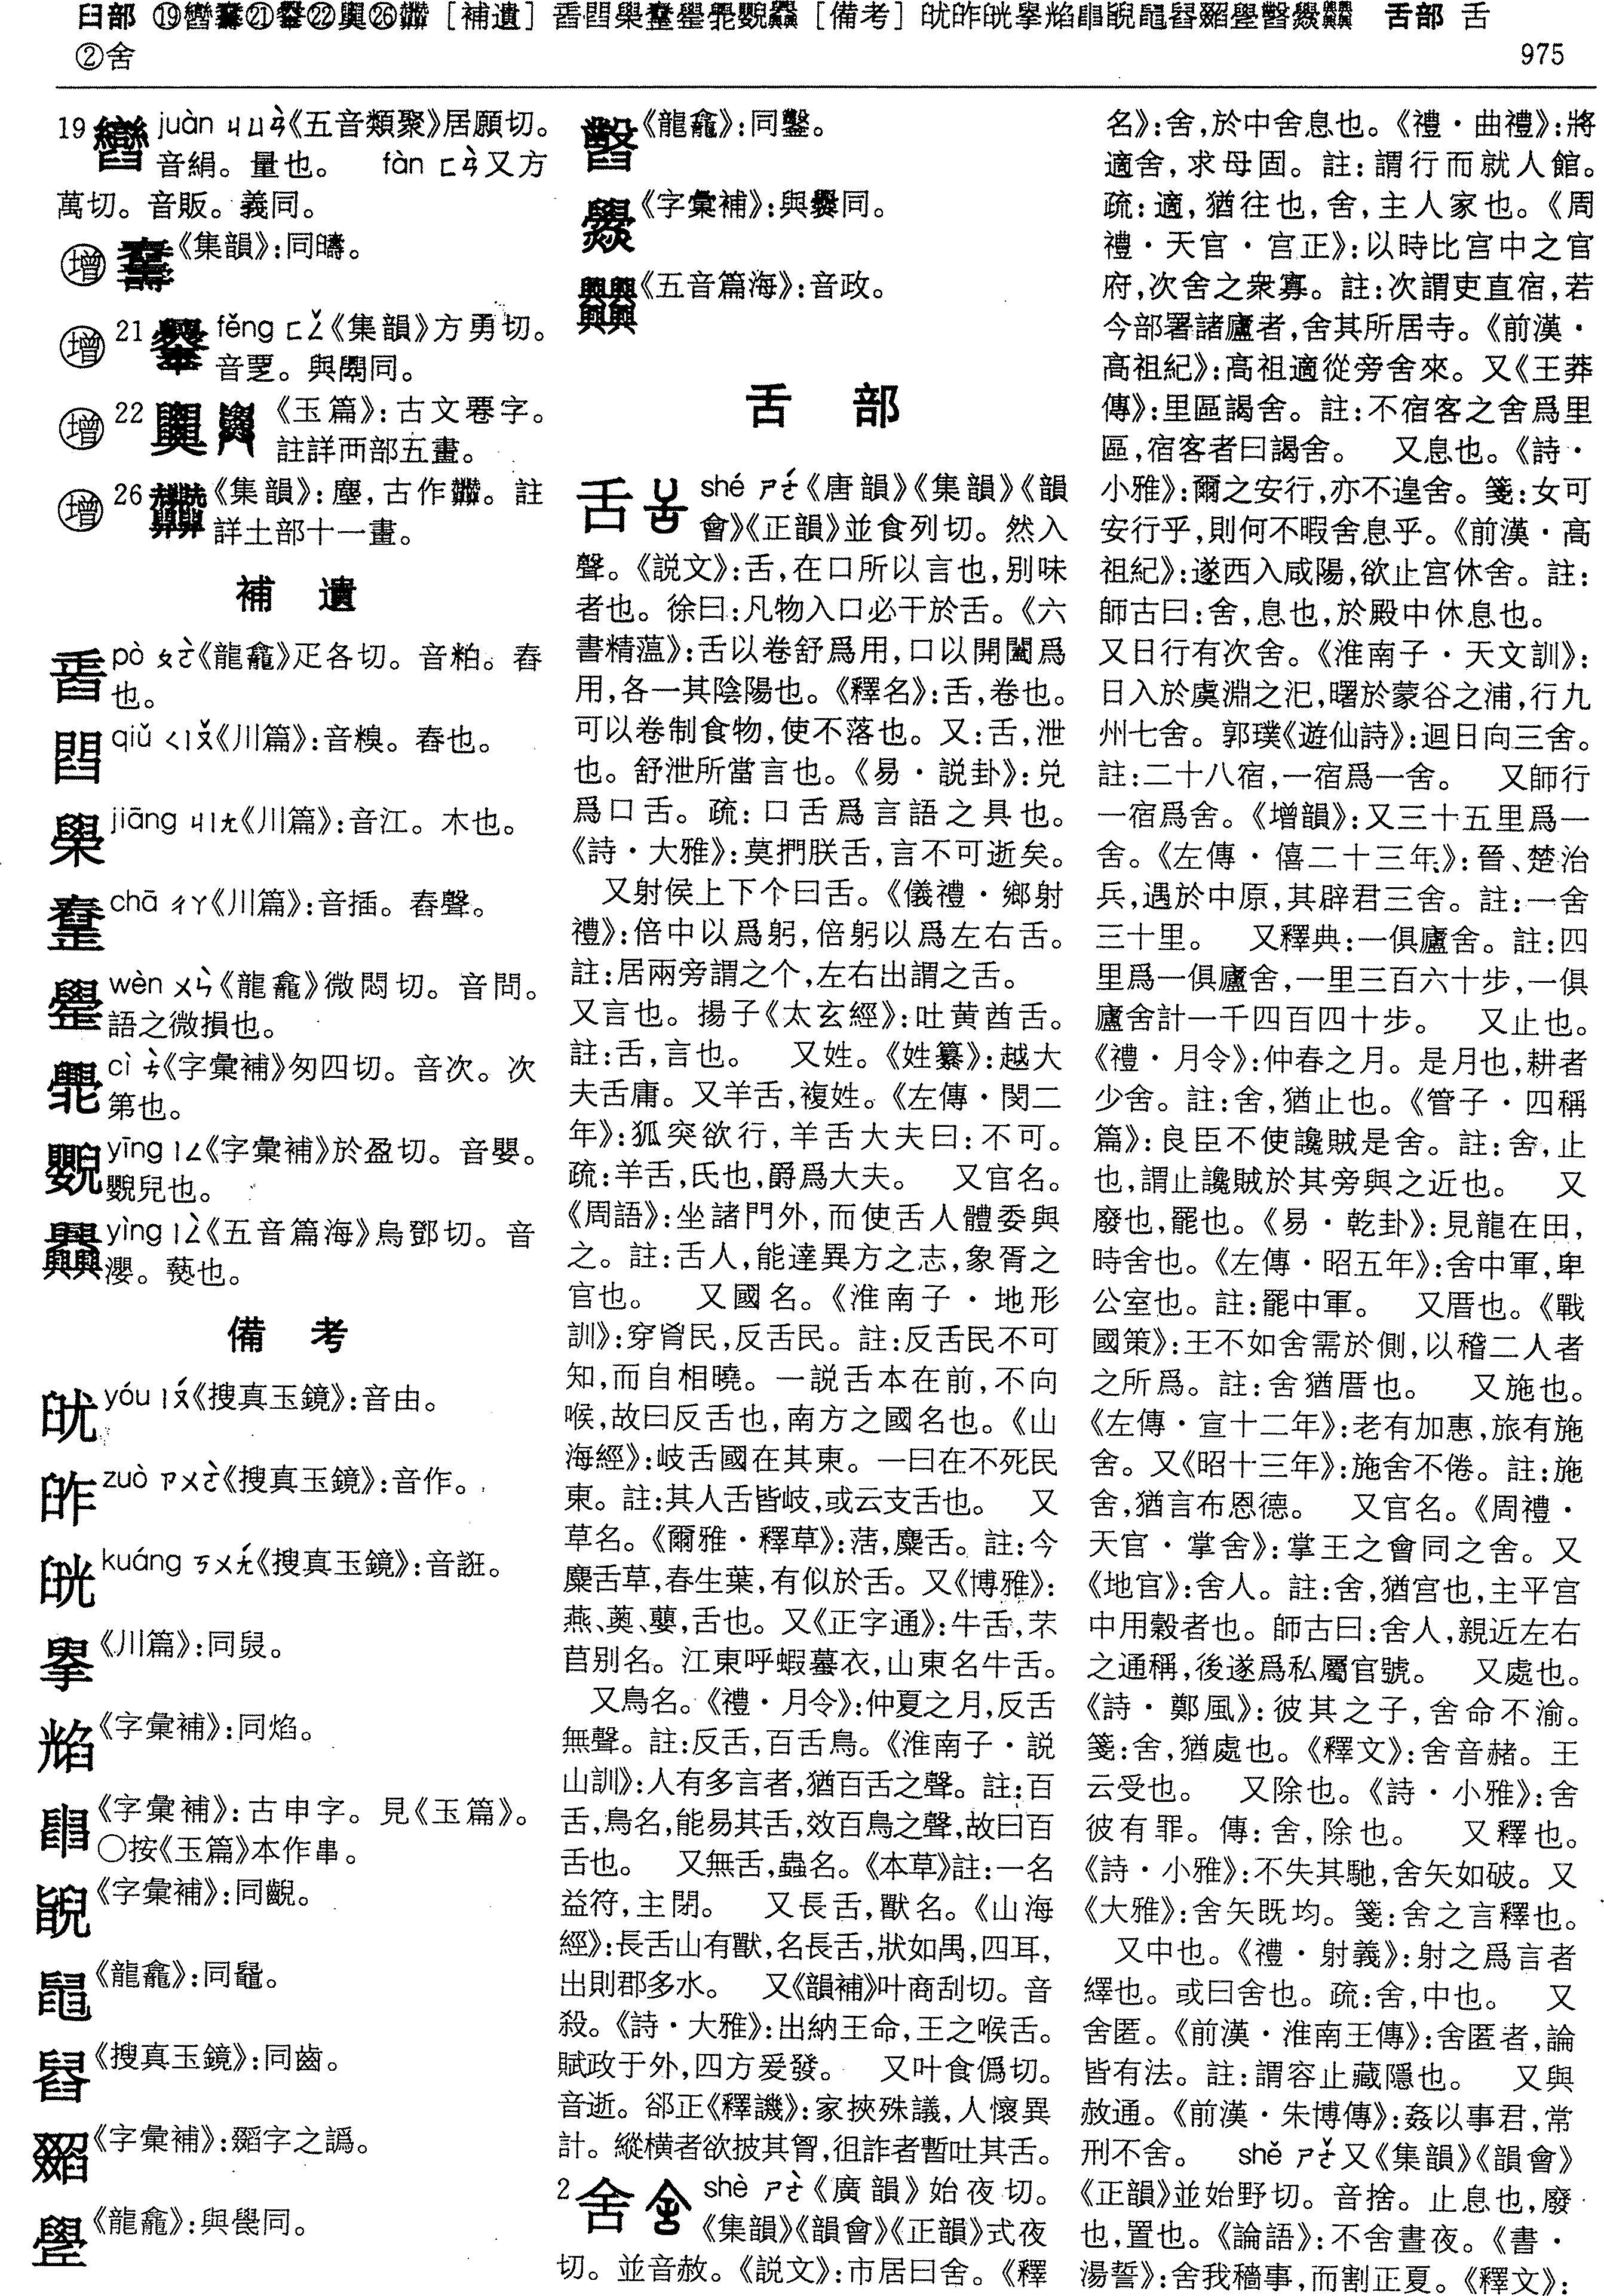 臼部 ⑲ ㉑ ㉒ ㉖ [補遺] [備考] 舌部 舌
②舍
975
19 juàn ㄐㄩㄢˋ《五音類聚》居願切。
音絹。量也。 fàn ㄈㄢˋ又方
萬切。音販。義同。
增 《集韻》:同疇。
增 21 fěng ㄈㄥˇ《集韻》方勇切。
音覂。與同。
增 22 《玉篇》:古文䙴字。
註詳襾部五畫。
增 26 《集韻》:塵,古作。註
詳土部十一畫。
補遺
pò ㄆㄛˋ《龍龕》疋各切。音粕。舂
也。
qiǔ ㄑㄧㄡˇ《川篇》:音糗。舂也。
jiāng ㄐㄧㄤ《川篇》:音江。木也。
chā ㄔㄚ《川篇》:音插。舂聲。
wèn ㄨㄣˋ《龍龕》微悶切。音問。
語之微損也。
cì ㄘˋ《字彙補》匆四切。音次。次
第也。
yīng ㄧㄥ《字彙補》於盈切。音嬰。
兒也。
yìng ㄧㄥˋ《五音篇海》烏鄧切。音
瀴。爇也。
備考
yóu ㄧㄡˊ《搜真玉鏡》:音由。
zuò ㄗㄨㄛˋ《搜真玉鏡》:音作。
kuáng ㄎㄨㄤˊ《搜真玉鏡》:音誑。
《川篇》:同。
《字彙補》:同焰。
《字彙補》:古申字。見《玉篇》。
〇按《玉篇》本作𤰶。
《字彙補》:同齯。
《龍龕》:同鼂。
《搜真玉鏡》:同齒。
《字彙補》:字之譌。
《龍龕》:與同。
《龍龕》:同鑿。
《字彙補》:與爨同。
《五音篇海》:音政。
舌部
舌 shé ㄕㄜˊ《唐韻》《集韻》《韻
會》《正韻》並食列切。然入
聲。《説文》:舌,在口所以言也,别味
者也。徐曰:凡物入口必干於舌。《六
書精薀》:舌以卷舒爲用,口以開闔爲
用,各一其陰陽也。《釋名》:舌,卷也。
可以卷制食物,使不落也。又:舌,泄
也。舒泄所當言也。《易・説卦》:兑
爲口舌。疏:口舌爲言語之具也。
《詩・大雅》:莫捫朕舌,言不可逝矣。
又射侯上下个曰舌。《儀禮・鄉射
禮》:倍中以爲躬,倍躬以爲左右舌。
註:居兩旁謂之个,左右出謂之舌。
又言也。揚子《太玄經》:吐黄酋舌。
註:舌,言也。 又姓。《姓纂》:越大
夫舌庸。又羊舌,複姓。《左傳・閔二
年》:狐突欲行,羊舌大夫曰:不可。
疏:羊舌,氏也,爵爲大夫。 又官名。
《周語》:坐諸門外,而使舌人體委與
之。註:舌人,能達異方之志,象胥之
官也。 又國名。《淮南子・地形
訓》:穿胷民,反舌民。註:反舌民不可
知,而自相曉。一説舌本在前,不向
喉,故曰反舌也,南方之國名也。《山
海經》:岐舌國在其東。一曰在不死民
東。註:其人舌皆岐,或云支舌也。 又
草名。《爾雅・釋草》:萿,麋舌。註:今
麋舌草,春生葉,有似於舌。又《博雅》:
燕、薁、蘡,舌也。又《正字通》:牛舌,芣
苢别名。江東呼蝦蟇衣,山東名牛舌。
又鳥名。《禮・月令》:仲夏之月,反舌
無聲。註:反舌,百舌鳥。《淮南子・説
山訓》:人有多言者,猶百舌之聲。註:百
舌,鳥名,能易其舌,效百鳥之聲,故曰百
舌也。 又無舌,蟲名。《本草》註:一名
益符,主閉。 又長舌,獸名。《山海
經》:長舌山有獸,名長舌,狀如禺,四耳,
出則郡多水。 又《韻補》叶商刮切。音
殺。《詩・大雅》:出納王命,王之喉舌。
賦政于外,四方爰發。 又叶食僞切。
音逝。郤正《釋譏》:家挾殊議,人懷異
計。縱横者欲披其胷,徂詐者暫吐其舌。
2 舍 shè ㄕㄜˋ《廣韻》始夜切。
《集韻》《韻會》《正韻》式夜
切。並音赦。《説文》:市居曰舍。《釋
名》:舍,於中舍息也。《禮・曲禮》:將
適舍,求母固。註:謂行而就人館。
疏:適,猶往也,舍,主人家也。《周
禮・天官・宫正》:以時比宫中之官
府,次舍之衆寡。註:次謂吏直宿,若
今部署諸廬者,舍其所居寺。《前漢・
高祖紀》:高祖適從旁舍來。又《王莽
傳》:里區謁舍。註:不宿客之舍爲里
區,宿客者曰謁舍。 又息也。《詩・
小雅》:爾之安行,亦不遑舍。箋:女可
安行乎,則何不暇舍息乎。《前漢・高
祖紀》:遂西入咸陽,欲止宫休舍。註:
師古曰:舍,息也,於殿中休息也。
又日行有次舍。《淮南子・天文訓》:
日入於虞淵之汜,曙於蒙谷之浦,行九
州七舍。郭璞《遊仙詩》:迴日向三舍。
註:二十八宿,一宿爲一舍。 又師行
一宿爲舍。《增韻》:又三十五里爲一
舍。《左傳・僖二十三年》:晉、楚治
兵,遇於中原,其辟君三舍。註:一舍
三十里。 又釋典:一俱廬舍。註:四
里爲一俱廬舍,一里三百六十步,一俱
廬舍計一千四百四十步。 又止也。
《禮・月令》:仲春之月。是月也,耕者
少舍。註:舍,猶止也。《管子・四稱
篇》:良臣不使讒賊是舍。註:舍,止
也,謂止讒賊於其旁與之近也。 又
廢也,罷也。《易・乾卦》:見龍在田,
時舍也。《左傳・昭五年》:舍中軍,卑
公室也。註:罷中軍。 又厝也。《戰
國策》:王不如舍需於側,以稽二人者
之所爲。註:舍猶厝也。 又施也。
《左傳・宣十二年》:老有加惠,旅有施
舍。又《昭十三年》:施舍不倦。註:施
舍,猶言布恩德。 又官名。《周禮・
天官・掌舍》:掌王之會同之舍。又
《地官》:舍人。註:舍,猶宫也,主平宫
中用穀者也。師古曰:舍人,親近左右
之通稱,後遂爲私屬官號。 又處也。
《詩・鄭風》:彼其之子,舍命不渝。
箋:舍,猶處也。《釋文》:舍音赦。王
云受也。 又除也。《詩・小雅》:舍
彼有罪。傳:舍,除也。 又釋也。
《詩・小雅》:不失其馳,舍矢如破。又
《大雅》:舍矢既均。箋:舍之言釋也。
又中也。《禮・射義》:射之爲言者
繹也。或曰舍也。疏:舍,中也。 又
舍匿。《前漢・淮南王傳》:舍匿者,論
皆有法。註:謂容止藏隱也。 又與
赦通。《前漢・朱博傳》:姦以事君,常
刑不舍。 shě ㄕㄜˇ又《集韻》《韻會》
《正韻》並始野切。音捨。止息也,廢
也,置也。《論語》:不舍晝夜。《書・
湯誓》:舍我穡事,而割正夏。《釋文》: